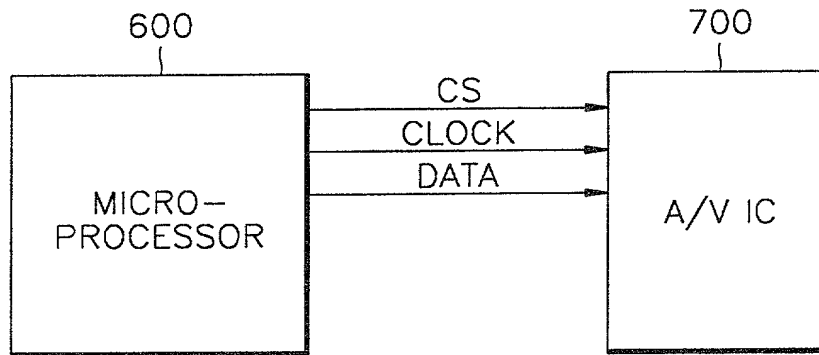 600
700
CS
CLOCK
DATA
MICRO-
PROCESSOR
A/V IC